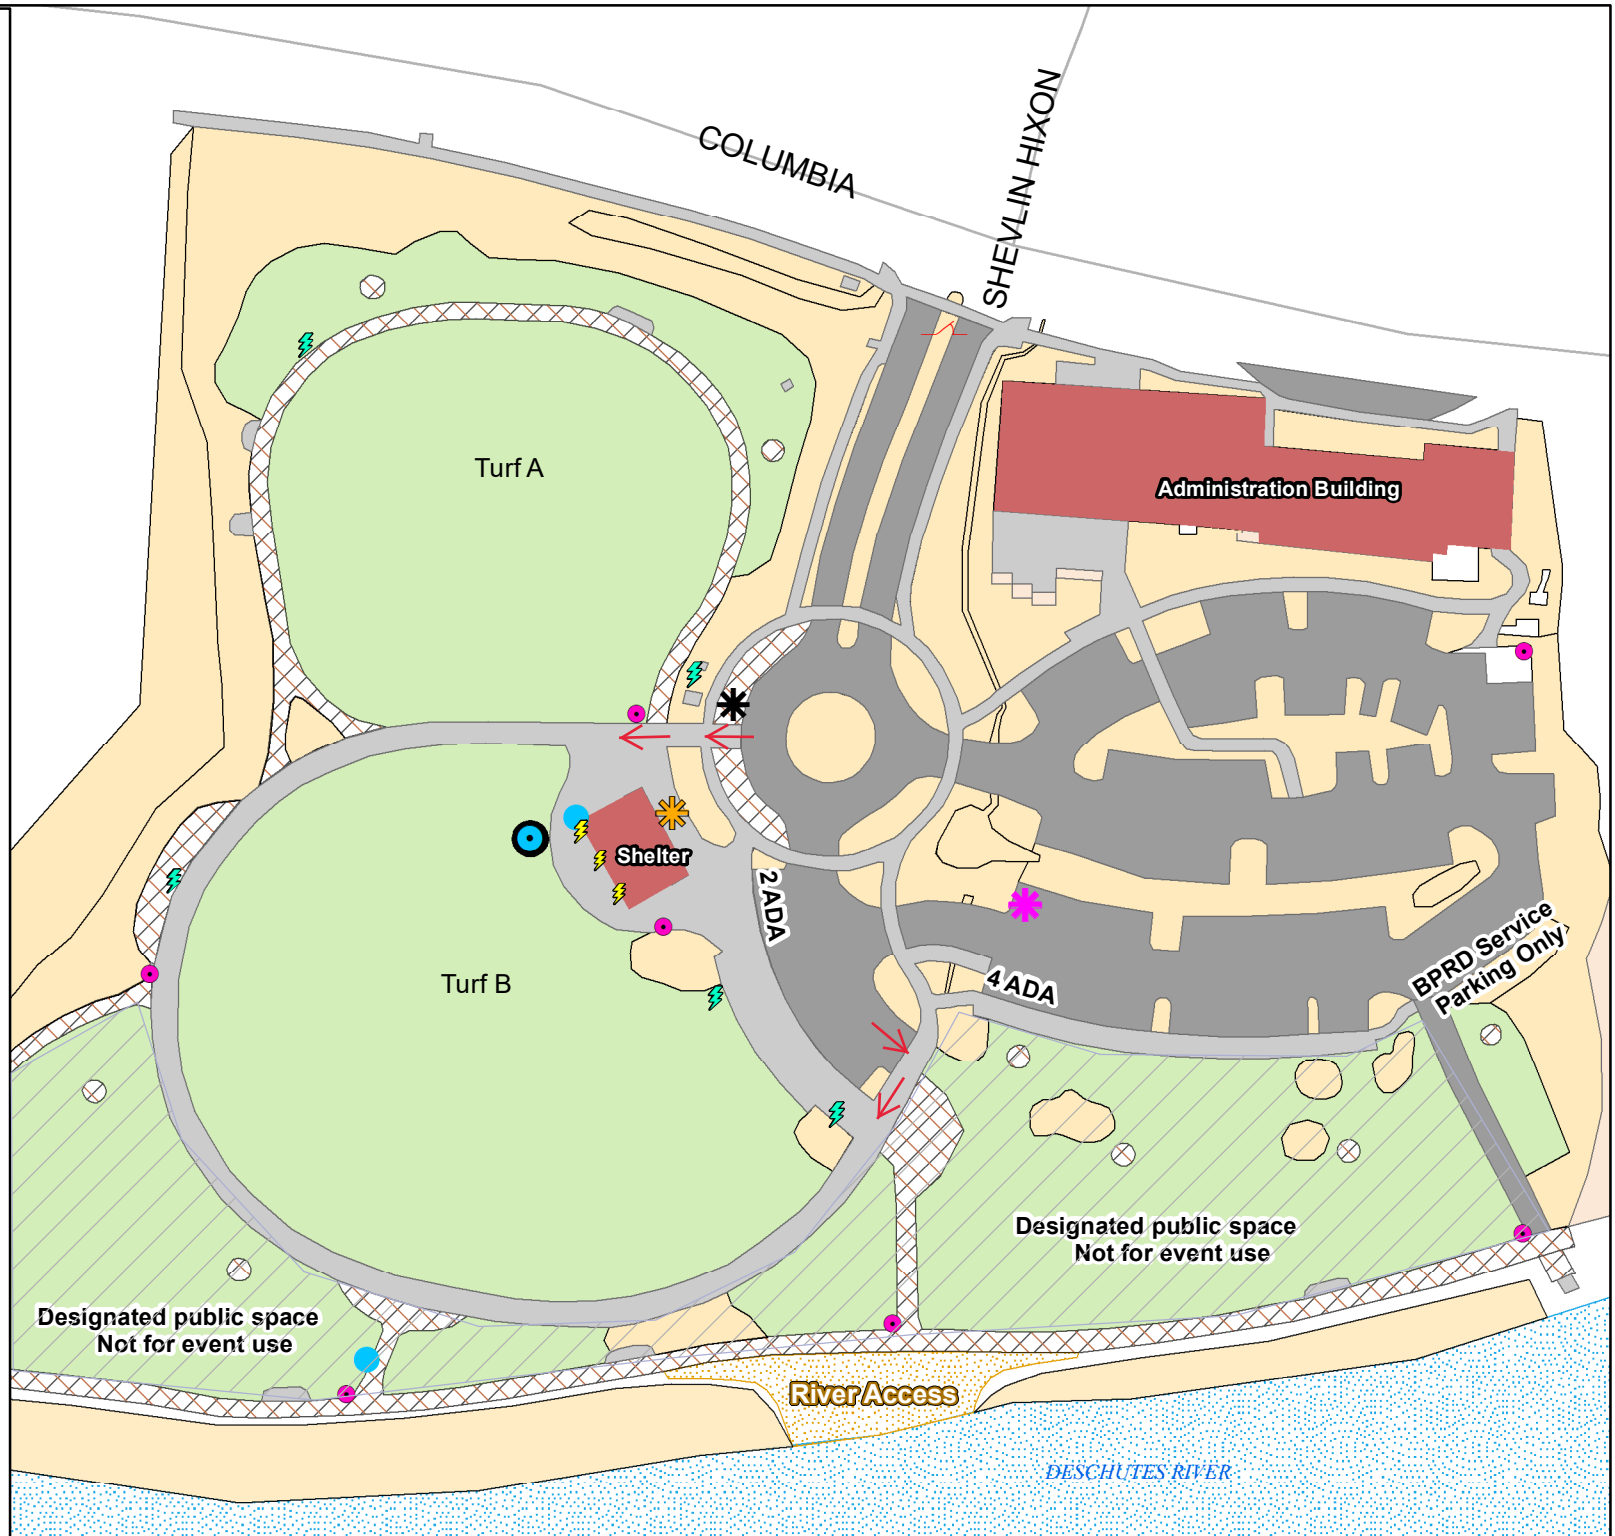 COLUMBIA
SHEVLIN HIXON
Turf A
Administration Building
Shelter
2 ADA
Turf B
4 ADA
BPRD Service
Parking Only
Designated public space
Not for event use
Designated public space
Not for event use
River Access
DESCHUTES RIVER